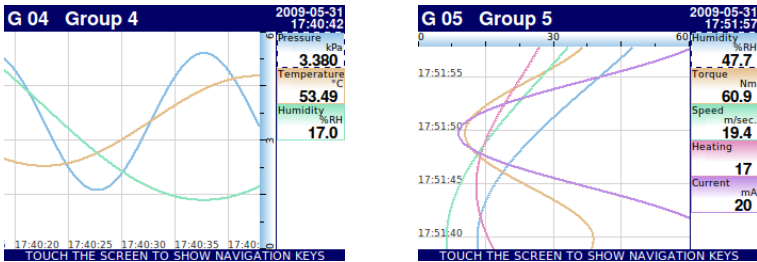 G 04 Group 4
2009-05-31
17:40:42
6
Pressure
kPa
3.380
Temperature
°C
53.49
Humidity
%RH
17.0
3
0
17:40:20 17:40:25 17:40:30 17:40:35 17:40:
TOUCH THE SCREEN TO SHOW NAVIGATION KEYS
G 05 Group 5
2009-05-31
17:51:57
0 30 60
Humidity
%RH
47.7
17:51:55
Torque
Nm
60.9
17:51:50
Speed
m/sec.
19.4
Heating
17
17:51:45
Current
mA
20
17:51:40
TOUCH THE SCREEN TO SHOW NAVIGATION KEYS